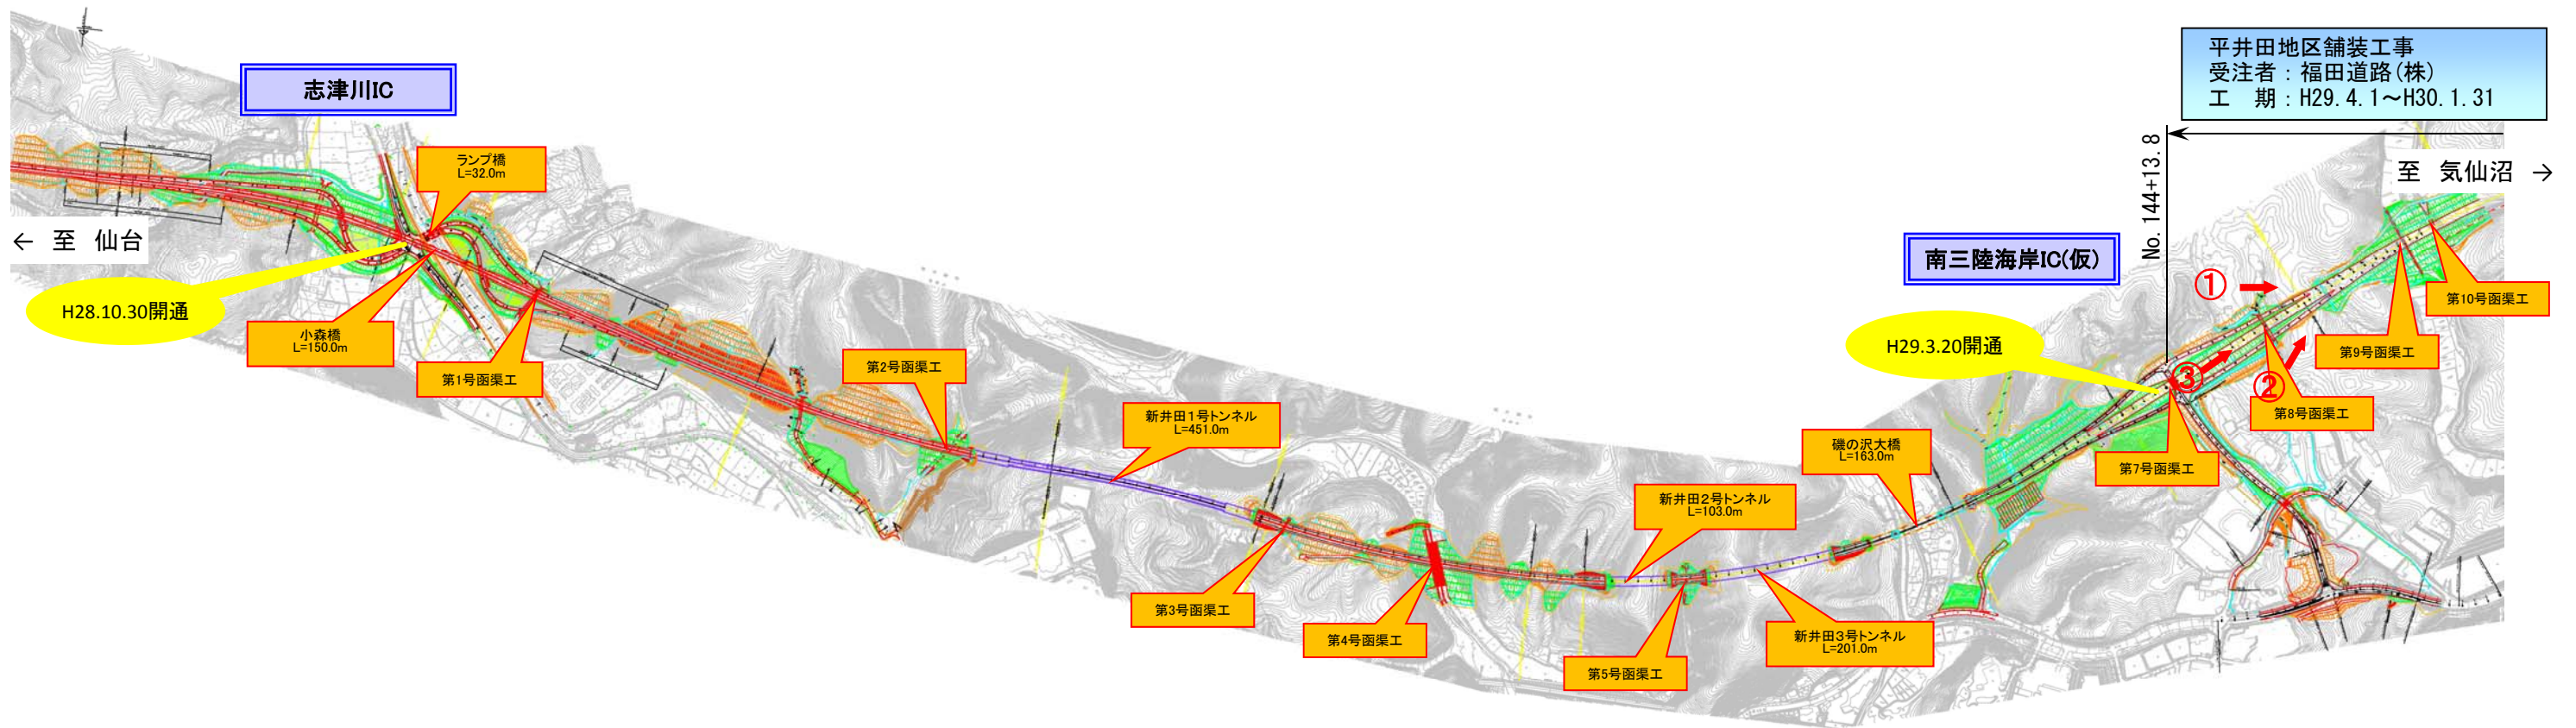 平井田地区舗装工事
受注者：福田道路(株)
工　期：H29.4.1～H30.1.31
志津川IC
No.144+13.8
ランプ橋
L=32.0m
至 気仙沼 →
← 至 仙台
南三陸海岸IC(仮)
①
H28.10.30開通
第10号函渠工
小森橋
L=150.0m
H29.3.20開通
第9号函渠工
第1号函渠工
第2号函渠工
③
②
第8号函渠工
新井田1号トンネル
L=451.0m
磯の沢大橋
L=163.0m
第7号函渠工
新井田2号トンネル
L=103.0m
第3号函渠工
第4号函渠工
新井田3号トンネル
L=201.0m
第5号函渠工